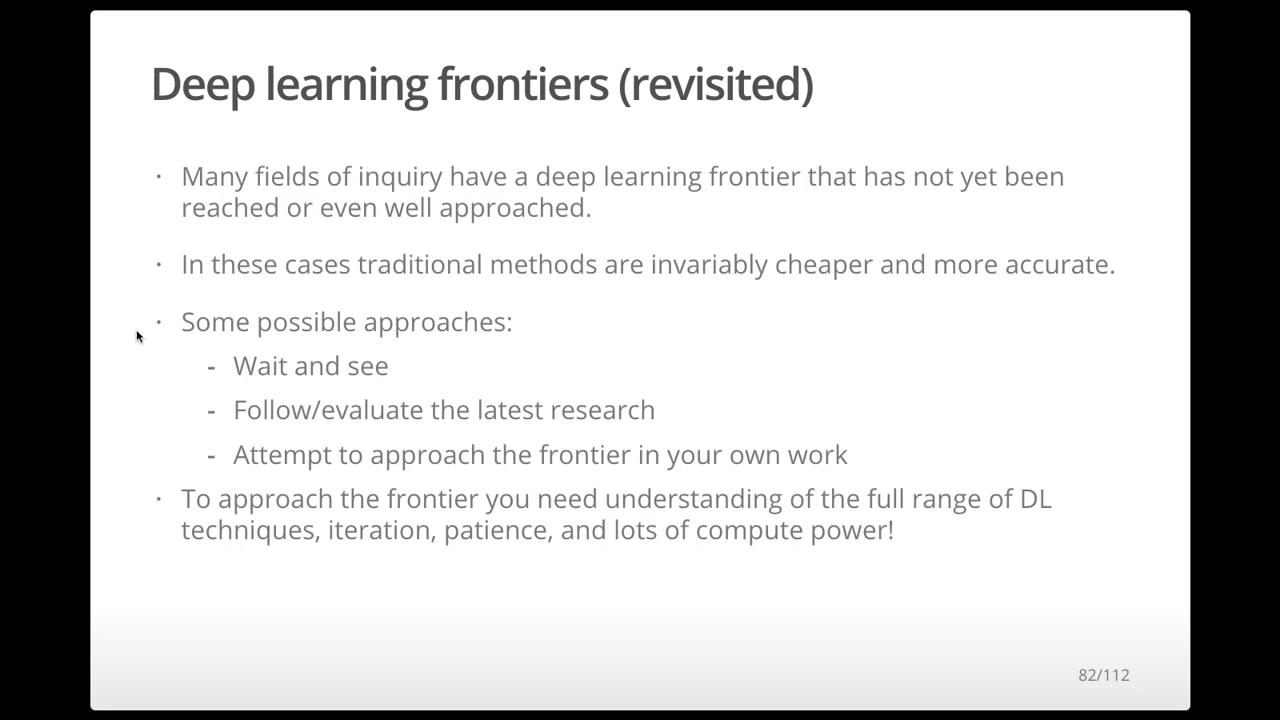 Deep learning frontiers (revisited)
· Many fields of inquiry have a deep learning frontier that has not yet been
reached or even well approached.
· In these cases traditional methods are invariably cheaper and more accurate.
· Some possible approaches:
- Wait and see
- Follow/evaluate the latest research
- Attempt to approach the frontier in your own work
· To approach the frontier you need understanding of the full range of DL
techniques, iteration, patience, and lots of compute power!
82/112